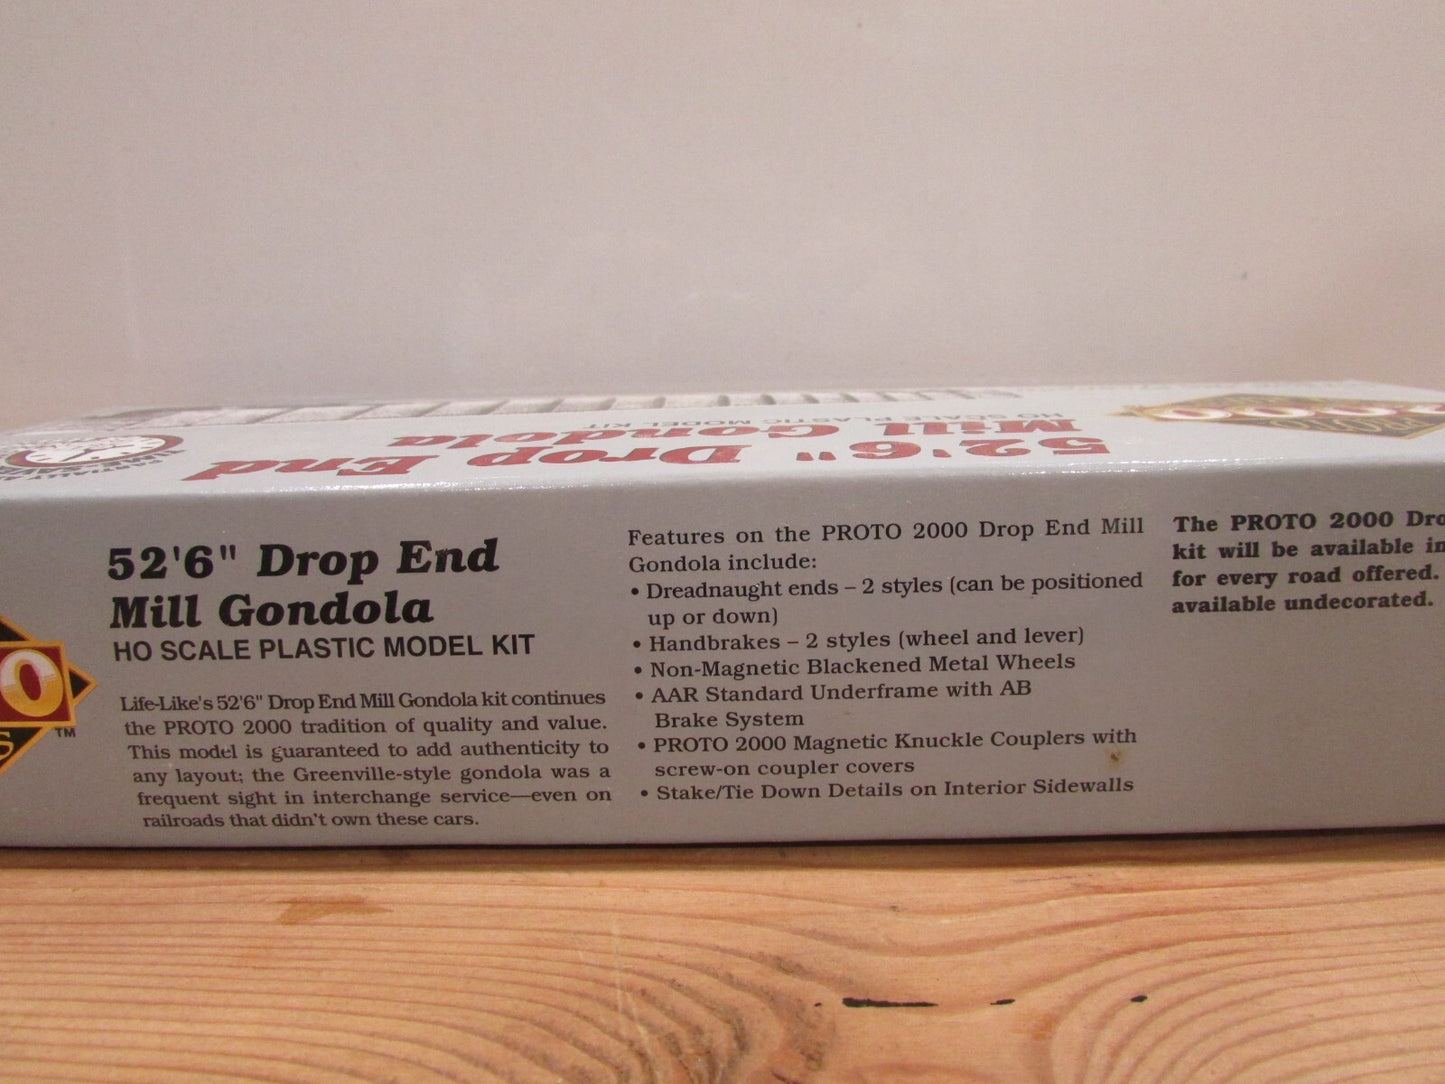 52'6" Drop End
Mill Gondola
HO SCALE PLASTIC MODEL KIT
PROTO
2000
52'6" Drop End
Mill Gondola
HO SCALE PLASTIC MODEL KIT
TM
Life-Like's 52'6" Drop End Mill Gondola kit continues
the PROTO 2000 tradition of quality and value.
This model is guaranteed to add authenticity to
any layout; the Greenville-style gondola was a
frequent sight in interchange service—even on
railroads that didn't own these cars.
Features on the PROTO 2000 Drop End Mill
Gondola include:
• Dreadnaught ends – 2 styles (can be positioned
up or down)
• Handbrakes – 2 styles (wheel and lever)
• Non-Magnetic Blackened Metal Wheels
• AAR Standard Underframe with AB
Brake System
• PROTO 2000 Magnetic Knuckle Couplers with
screw-on coupler covers
• Stake/Tie Down Details on Interior Sidewalls
The PROTO 2000 Dro
kit will be available in
for every road offered.
available undecorated.